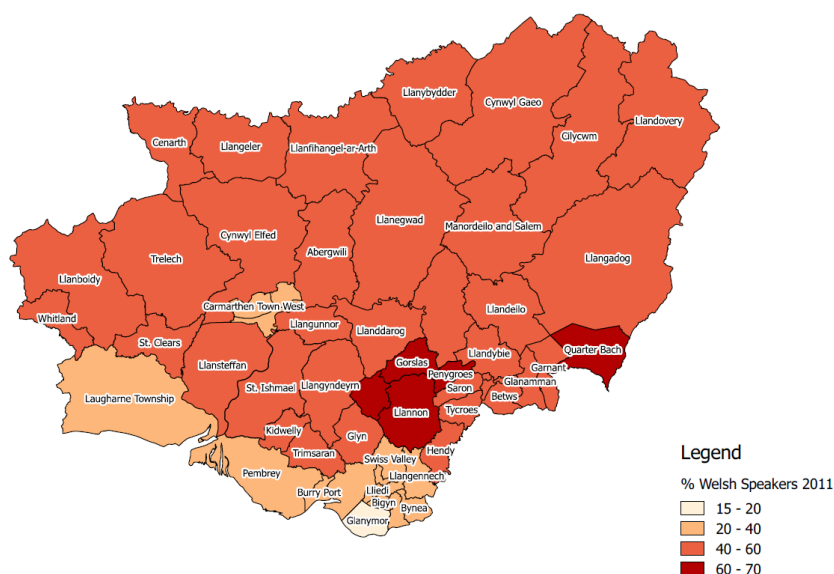 Llanybydder
Cynwyl Gaeo
Llandovery
Cilycwm
Cenarth
Llangeler
Llanfihangel-ar-Arth
Llanegwad
Manordeilo and Salem
Cynwyl Elfed
Abergwili
Trelech
Llangadog
Llanboidy
Carmarthen Town West
Llandeilo
Whitland
Llangunnor
Llanddarog
St. Clears
Quarter Bach
Llandybie
Gorslas
Llansteffan
Garnant
Penygroes
Glanamman
St. Ishmael
Llangyndeyrn
Saron
Laugharne Township
Betws
Llannon
Tycroes
Kidwelly
Glyn
Hendy
Trimsaran
Swiss Valley
Pembrey
Llangennech
Burry Port
Lliedi
Bigyn
Bynea
Glanymor
Legend
% Welsh Speakers 2011
15 - 20
20 - 40
40 - 60
60 - 70